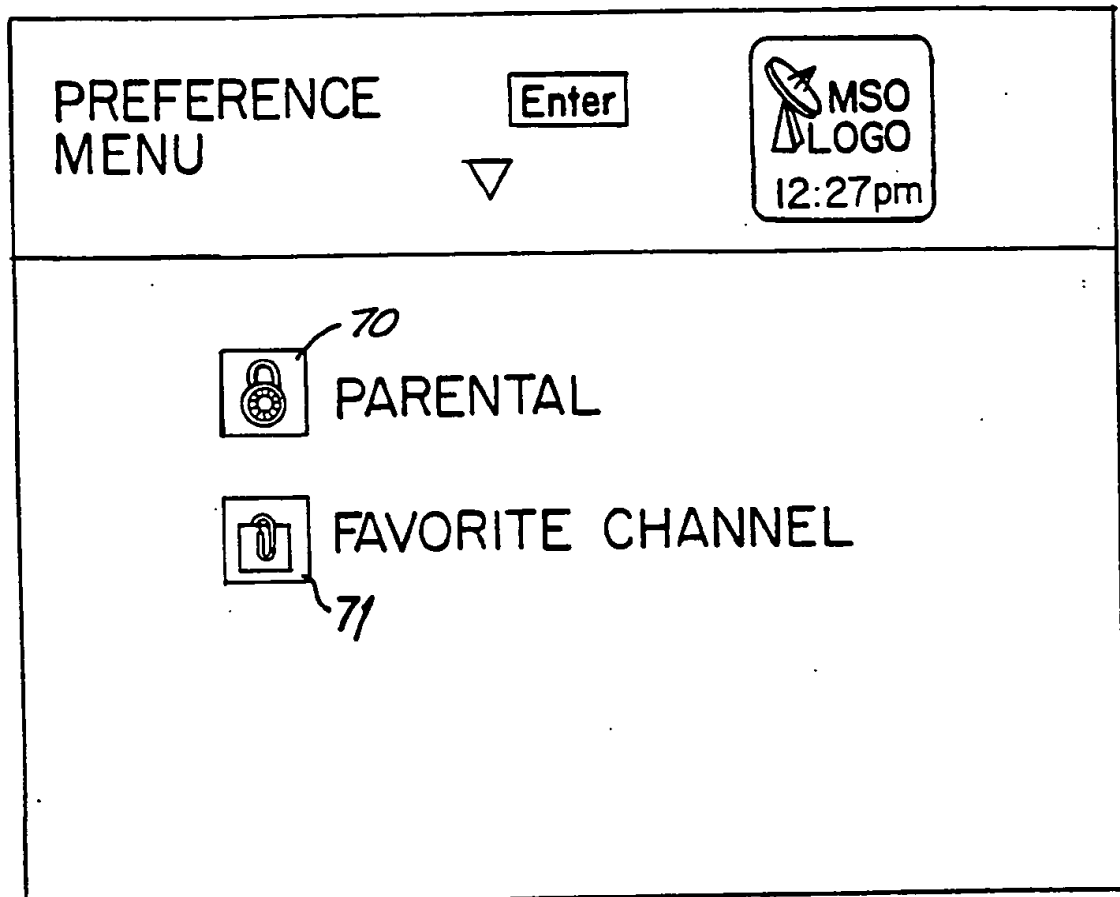 PREFERENCE
MENU
Enter
MSO
LOGO
12:27pm
70
PARENTAL
FAVORITE CHANNEL
71